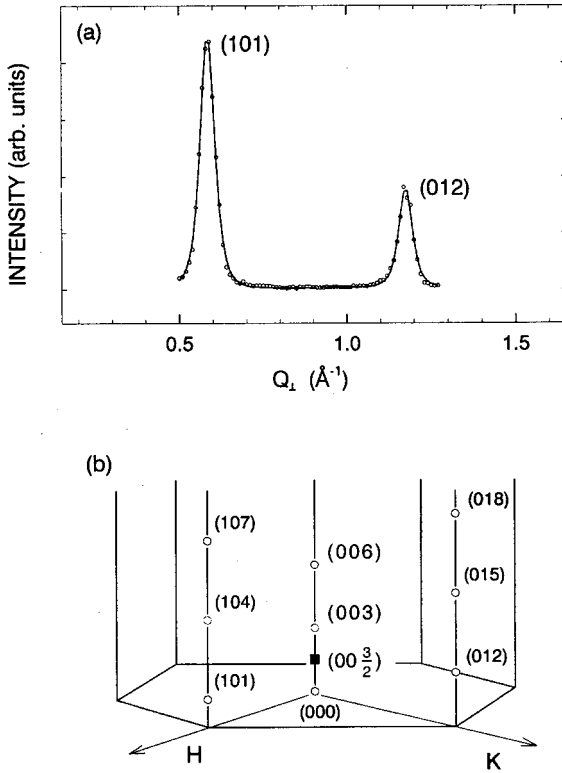 (a)
(101)
(012)
INTENSITY (arb. units)
0.5
1.0
1.5
Q⊥ (Å⁻¹)
(b)
(107)
(104)
(101)
(006)
(003)
(00 3/2)
(000)
(018)
(015)
(012)
H
K